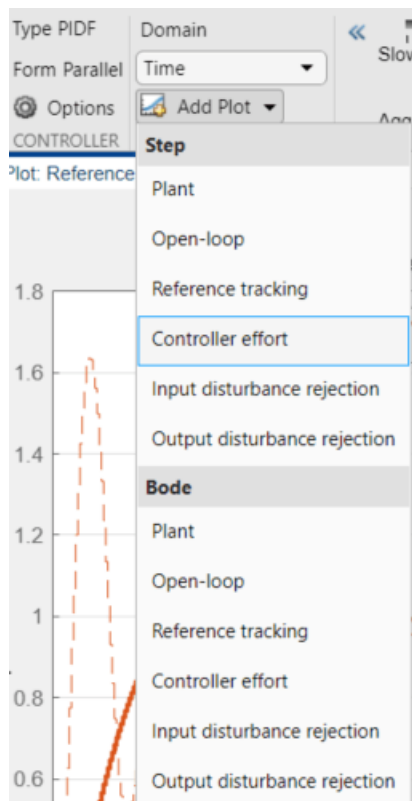 Type PIDF
Form Parallel
Options
CONTROLLER
Domain
Time
Add Plot
Plot: Reference
Step
Plant
Open-loop
Reference tracking
Controller effort
Input disturbance rejection
Output disturbance rejection
Bode
Plant
Open-loop
Reference tracking
Controller effort
Input disturbance rejection
Output disturbance rejection
1.8
1.6
1.4
1.2
1
0.8
0.6